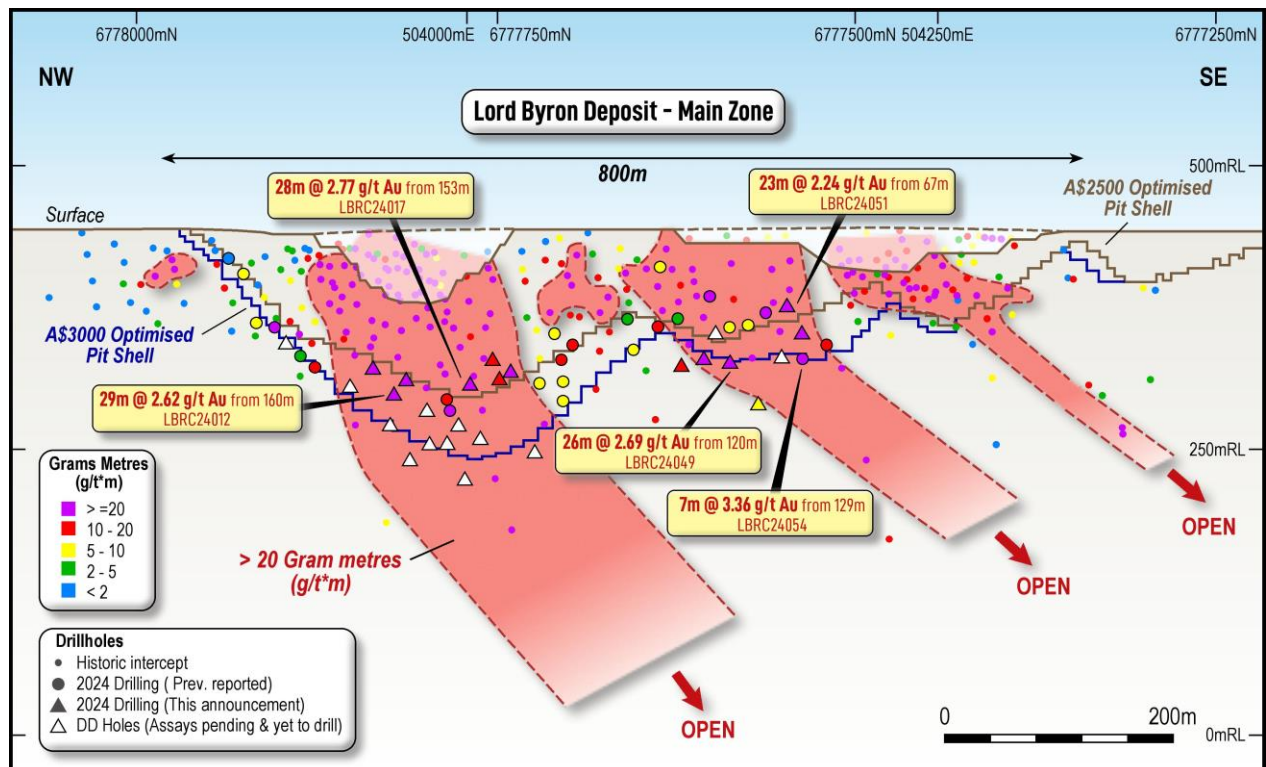 6778000mN
504000mE
6777750mN
6777500mN
504250mE
6777250mN
NW
SE
Lord Byron Deposit - Main Zone
800m
500mRL
28m @ 2.77 g/t Au from 153m
LBRC24017
23m @ 2.24 g/t Au from 67m
LBRC24051
A$2500 Optimised
Pit Shell
Surface
A$3000 Optimised
Pit Shell
29m @ 2.62 g/t Au from 160m
LBRC24012
26m @ 2.69 g/t Au from 120m
LBRC24049
250mRL
7m @ 3.36 g/t Au from 129m
LBRC24054
Grams Metres
(g/t*m)
> =20
10 - 20
5 - 10
2 - 5
< 2
> 20 Gram metres
(g/t*m)
OPEN
OPEN
OPEN
Drillholes
Historic intercept
2024 Drilling ( Prev. reported)
2024 Drilling (This announcement)
DD Holes (Assays pending & yet to drill)
0
200m
0mRL